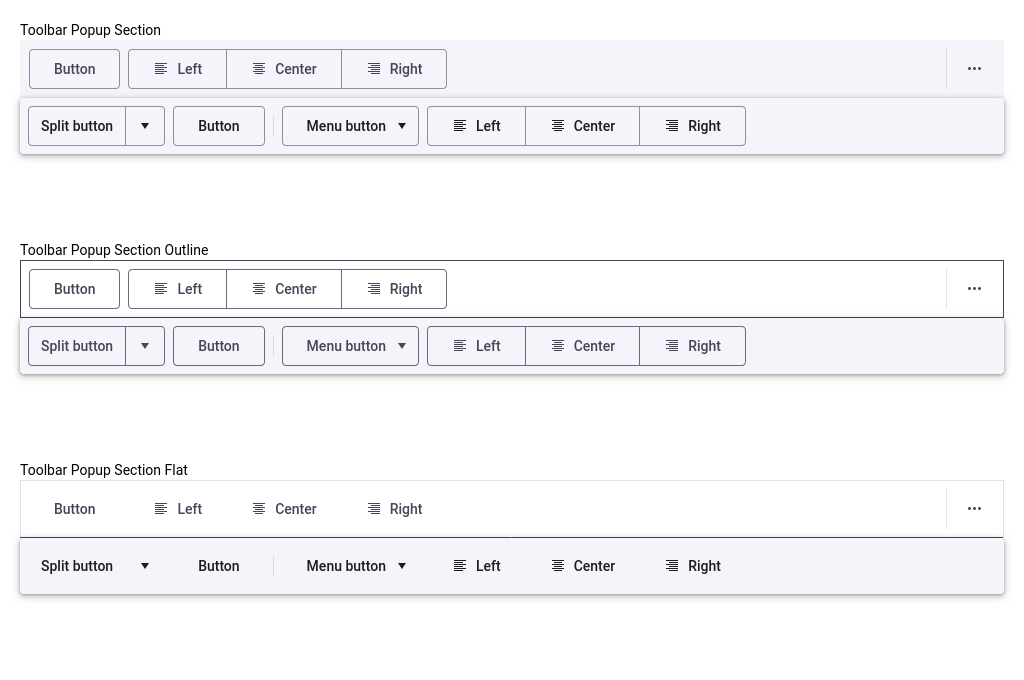 Toolbar Popup Section
Button Left Center Right
Split button Button Menu button Left Center Right
Toolbar Popup Section Outline
Button Left Center Right
Split button Button Menu button Left Center Right
Toolbar Popup Section Flat
Button Left Center Right
Split button Button Menu button Left Center Right